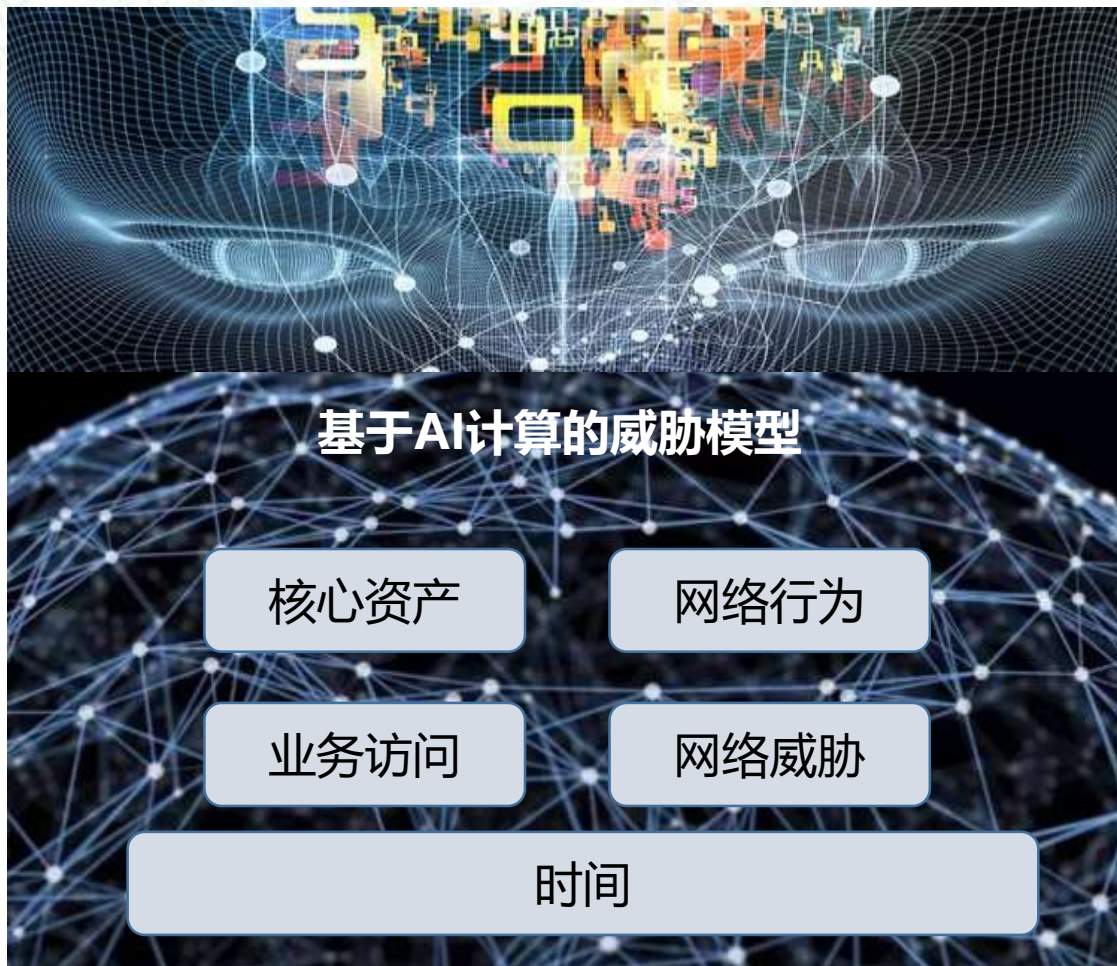 基于AI计算的威胁模型
核心资产
网络行为
业务访问
网络威胁
时间